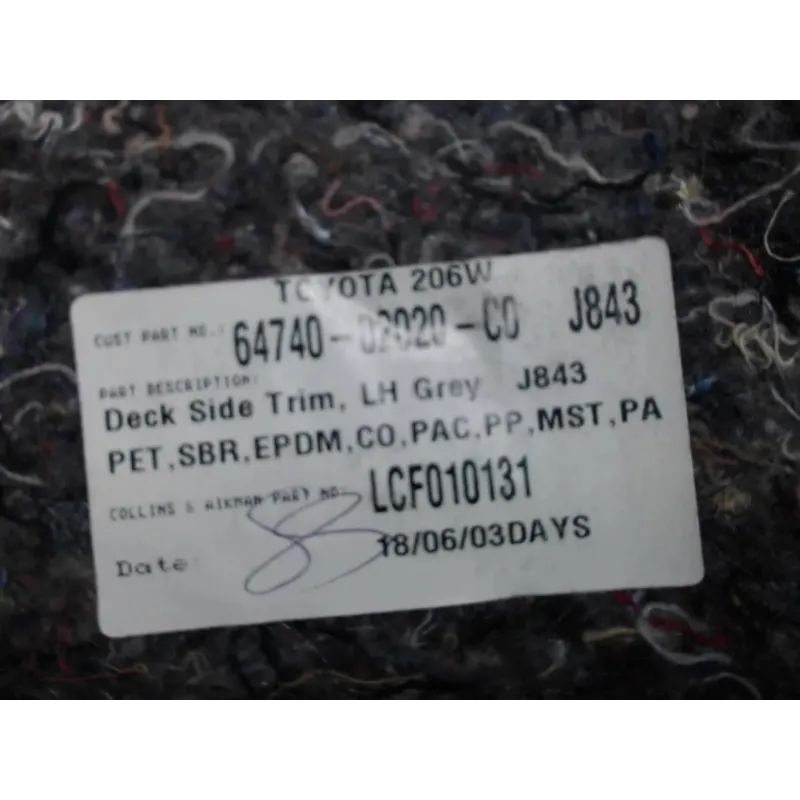 TOYOTA 206W
CUST PART NO.: 64740-02020-C0 J843
PART DESCRIPTION:
Deck Side Trim, LH Grey J843
PET,SBR,EPDM,CO,PAC,PP,MST,PA
COLLINS & AIKMAN PART NO: LCF010131
Date 18/06/03DAYS